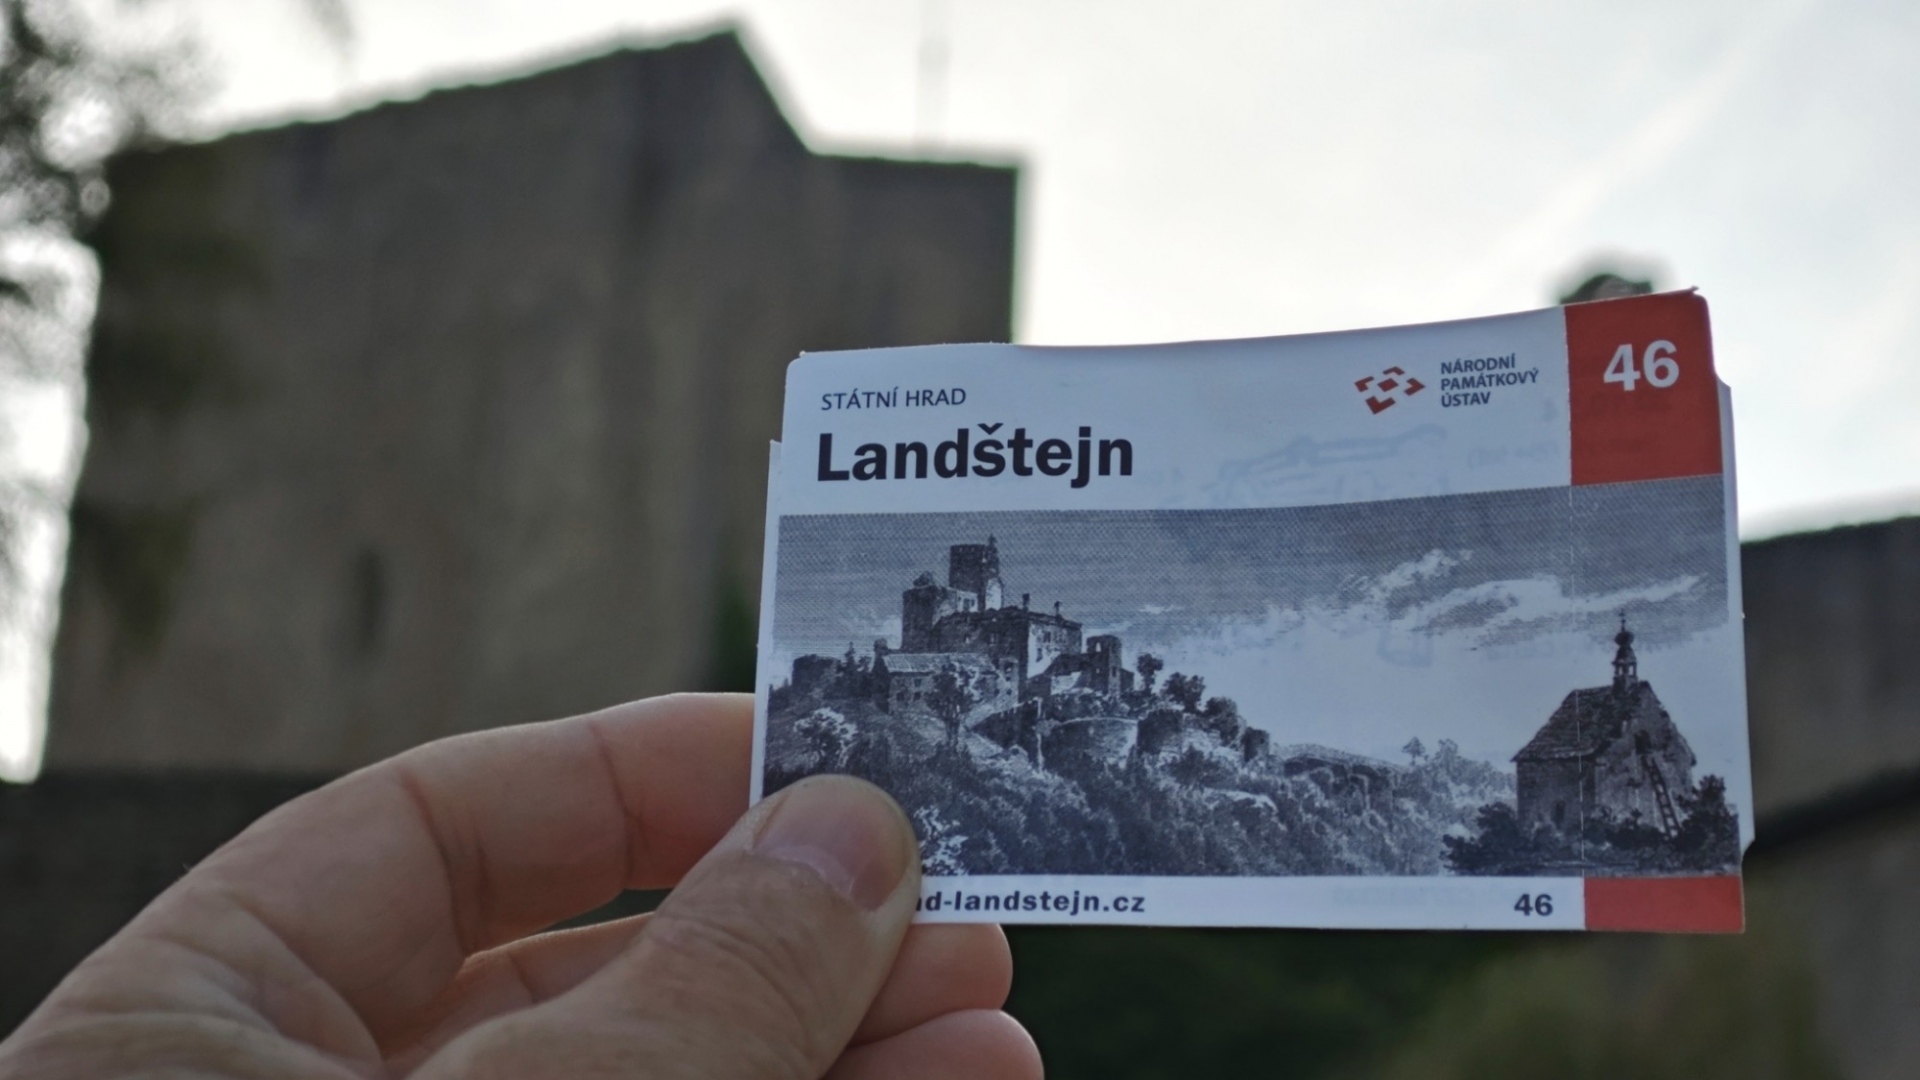 STÁTNÍ HRAD
Landštejn
NÁRODNÍ
PAMÁTKOVÝ
ÚSTAV
46
d-landstejn.cz
46